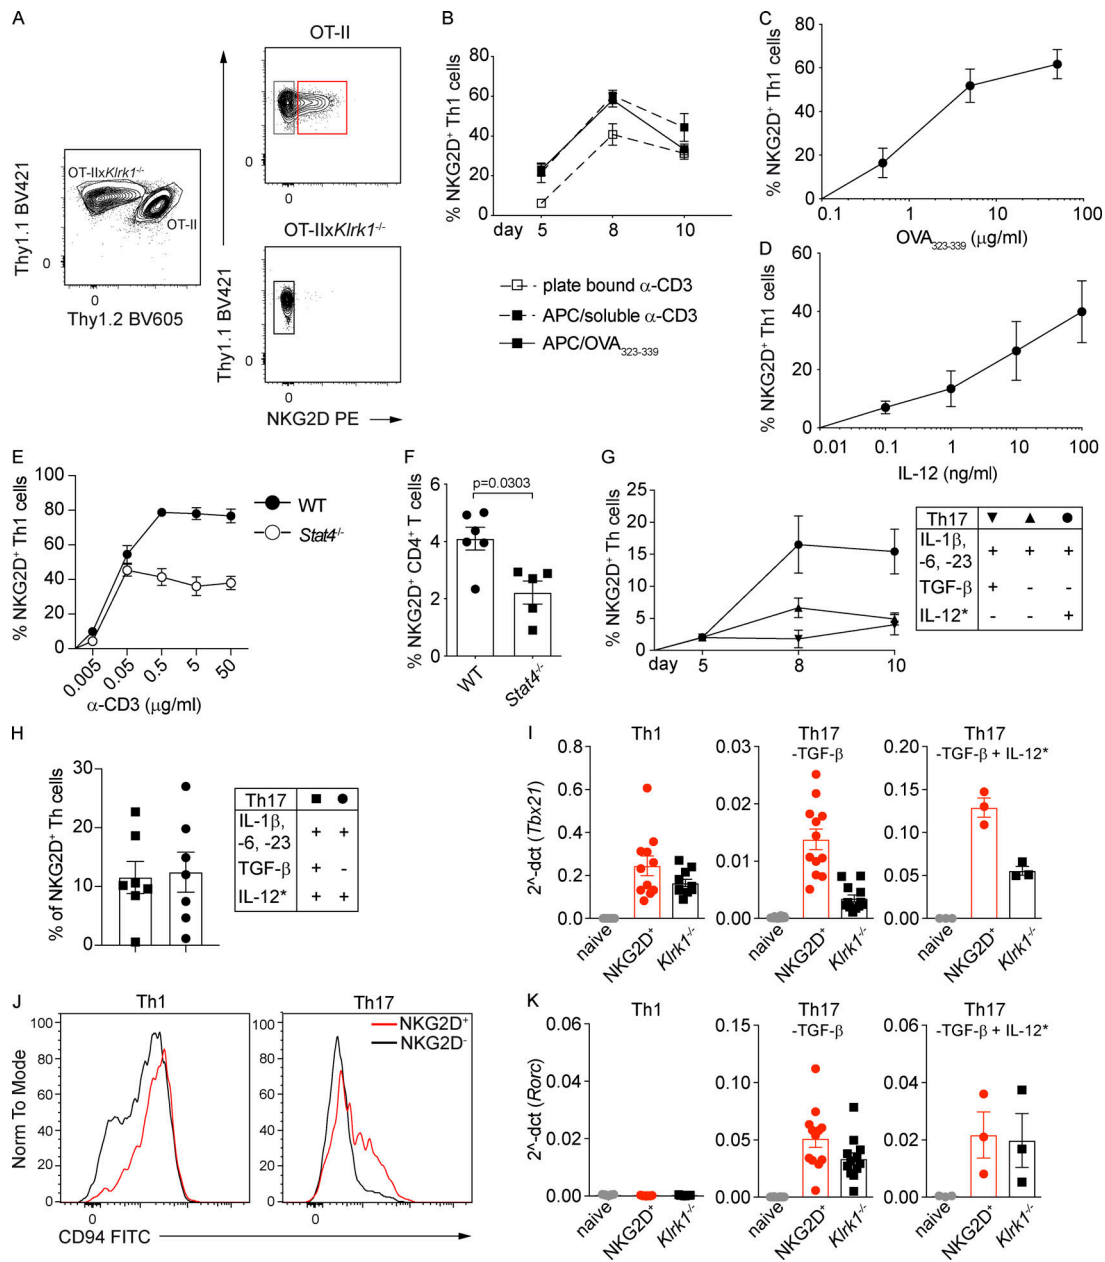 A
OT-II
Thy1.1 BV421
OT-IIxKlrk1-/-
OT-II
0
0
Thy1.2 BV605
0
0
OT-IIxKlrk1-/-
Thy1.1 BV421
0
0
NKG2D PE
B
% NKG2D+ Th1 cells
80
60
40
20
0
day 5 8 10
plate bound α-CD3
APC/soluble α-CD3
APC/OVA323-339
C
% NKG2D+ Th1 cells
80
60
40
20
0
0.1 1 10 100
OVA323-339 (μg/ml)
D
% NKG2D+ Th1 cells
60
40
20
0
0.01 0.1 1 10 100
IL-12 (ng/ml)
E
% NKG2D+ Th1 cells
100
80
60
40
20
0
0.005 0.05 0.5 5 50
α-CD3 (μg/ml)
WT
Stat4-/-
F
% NKG2D+ CD4+ T cells
p=0.0303
6
4
2
0
WT Stat4-/-
G
% NKG2D+ Th cells
25
20
15
10
5
0
day 5 8 10
Th17 ▼ ▲ ●
IL-1β,
-6, -23 + + +
TGF-β + - -
IL-12* - - +
H
% of NKG2D+ Th cells
30
20
10
0
Th17 ■ ●
IL-1β,
-6, -23 + +
TGF-β + -
IL-12* + +
I
2^-dct (Tbx21)
Th1
0.8
0.6
0.4
0.2
0.0
naive NKG2D+ Klrk1-/-
Th17
-TGF-β
0.03
0.02
0.01
0.00
naive NKG2D+ Klrk1-/-
Th17
-TGF-β + IL-12*
0.20
0.15
0.10
0.05
0.00
naive NKG2D+ Klrk1-/-
J
Norm To Mode
Th1
100
80
60
40
20
0
0
Th17
NKG2D+
NKG2D-
100
80
60
40
20
0
0
CD94 FITC
K
2^-dct (Rorc)
Th1
0.06
0.04
0.02
0.00
naive NKG2D+ Klrk1-/-
Th17
-TGF-β
0.15
0.10
0.05
0.00
naive NKG2D+ Klrk1-/-
Th17
-TGF-β + IL-12*
0.06
0.04
0.02
0.00
naive NKG2D+ Klrk1-/-